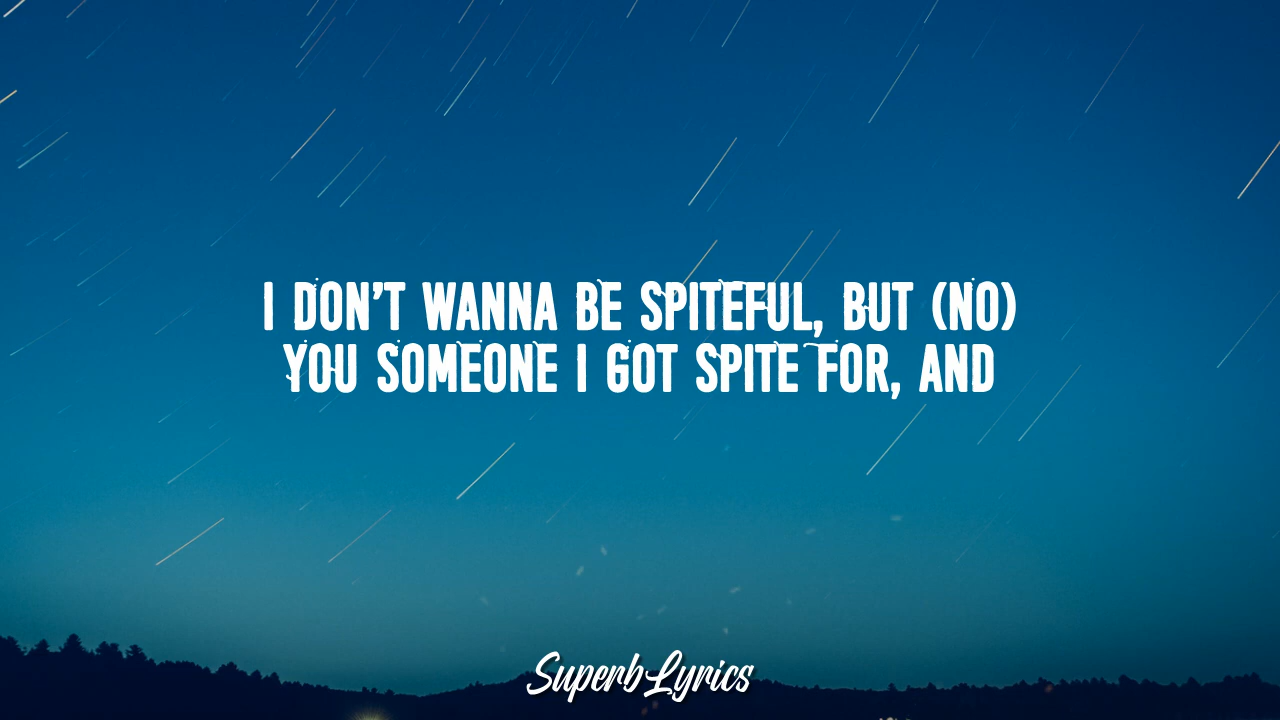 I DON'T WANNA BE SPITEFUL, BUT (NO)
YOU SOMEONE I GOT SPITE FOR, AND
SuperbLyrics